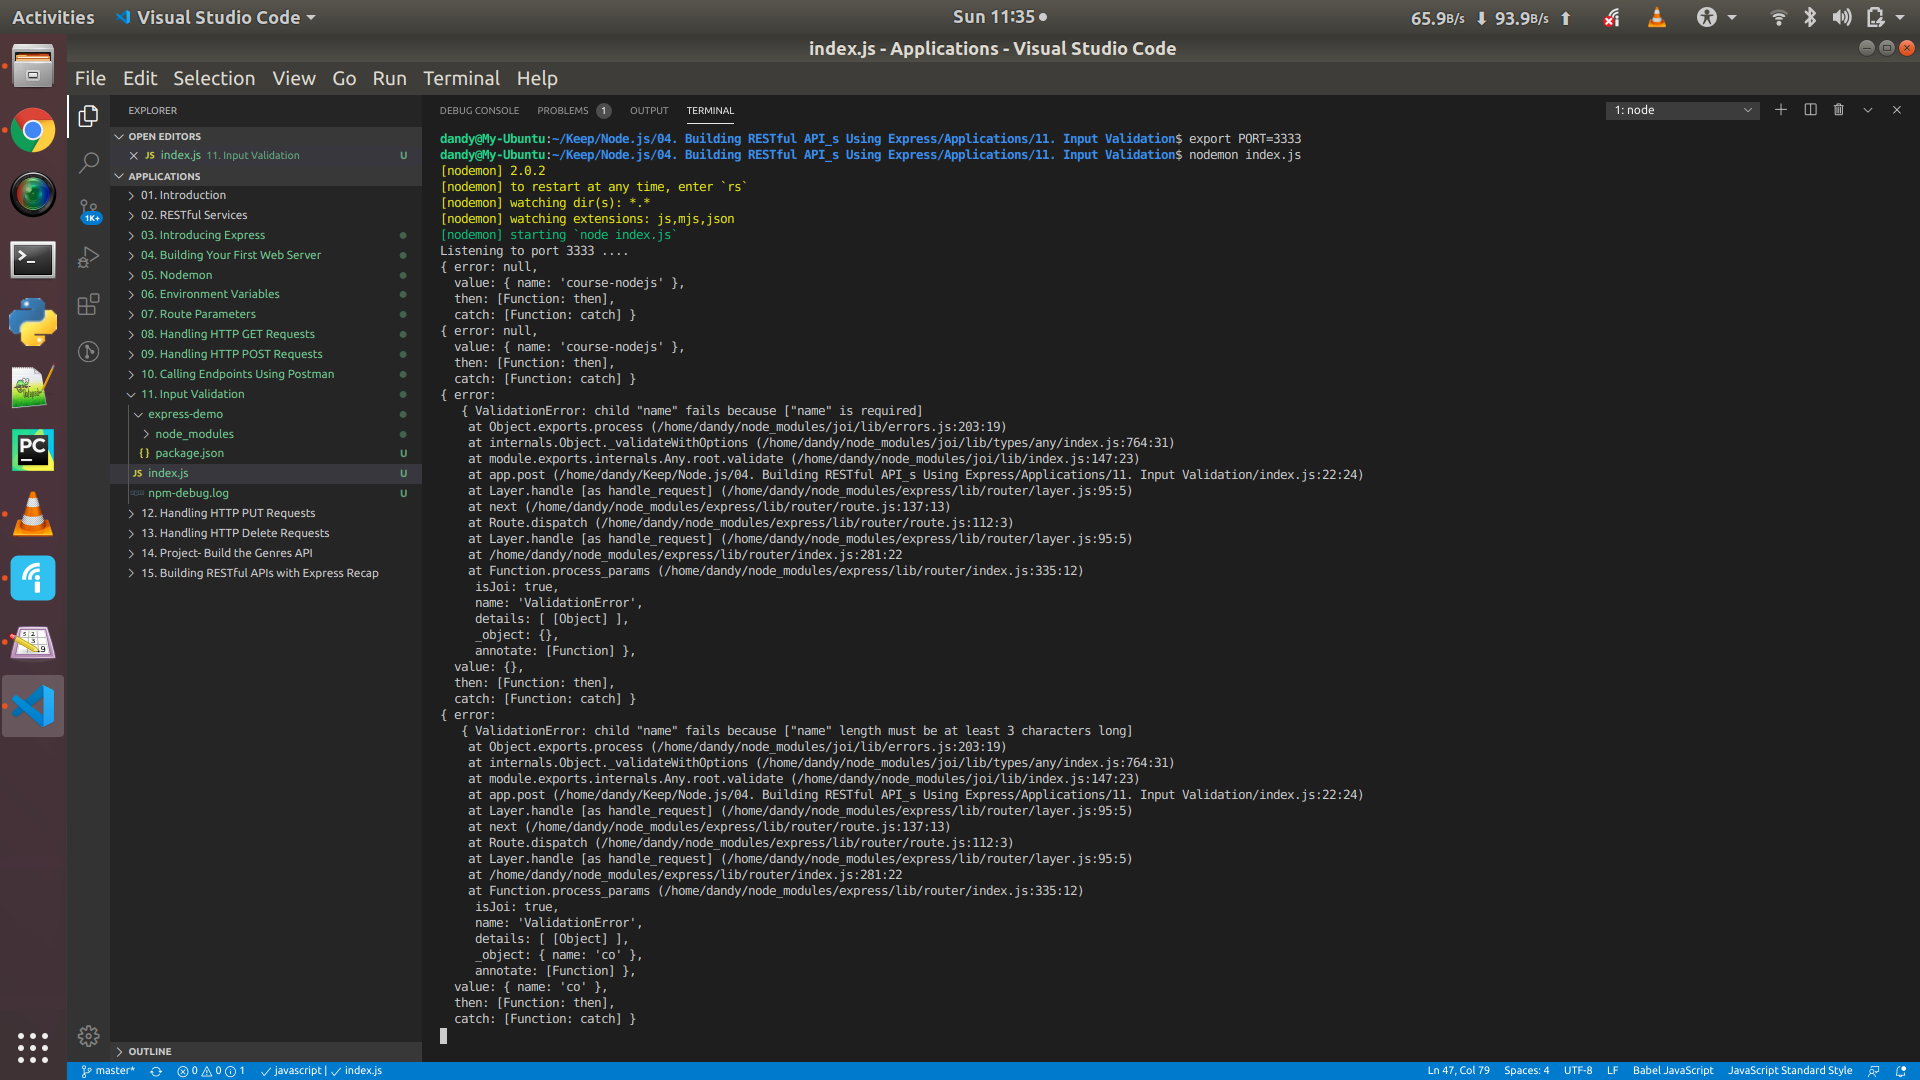 Activities
Visual Studio Code
Sun 11:35
65.9B/s
93.9B/s
index.js - Applications - Visual Studio Code
File Edit Selection View Go Run Terminal Help
EXPLORER
OPEN EDITORS
JS index.js 11. Input Validation U
APPLICATIONS
01. Introduction
02. RESTful Services
03. Introducing Express
04. Building Your First Web Server
05. Nodemon
06. Environment Variables
07. Route Parameters
08. Handling HTTP GET Requests
09. Handling HTTP POST Requests
10. Calling Endpoints Using Postman
11. Input Validation
express-demo
node_modules
{} package.json U
JS index.js U
npm-debug.log U
12. Handling HTTP PUT Requests
13. Handling HTTP Delete Requests
14. Project- Build the Genres API
15. Building RESTful APIs with Express Recap
OUTLINE
1K+
PC
DEBUG CONSOLE PROBLEMS 1 OUTPUT TERMINAL
1: node
dandy@My-Ubuntu:~/Keep/Node.js/04. Building RESTful API_s Using Express/Applications/11. Input Validation$ export PORT=3333
dandy@My-Ubuntu:~/Keep/Node.js/04. Building RESTful API_s Using Express/Applications/11. Input Validation$ nodemon index.js
[nodemon] 2.0.2
[nodemon] to restart at any time, enter `rs`
[nodemon] watching dir(s): *.*
[nodemon] watching extensions: js,mjs,json
[nodemon] starting `node index.js`
Listening to port 3333 ....
{ error: null,
value: { name: 'course-nodejs' },
then: [Function: then],
catch: [Function: catch] }
{ error: null,
value: { name: 'course-nodejs' },
then: [Function: then],
catch: [Function: catch] }
{ error:
{ ValidationError: child "name" fails because ["name" is required]
at Object.exports.process (/home/dandy/node_modules/joi/lib/errors.js:203:19)
at internals.Object._validateWithOptions (/home/dandy/node_modules/joi/lib/types/any/index.js:764:31)
at module.exports.internals.Any.root.validate (/home/dandy/node_modules/joi/lib/index.js:147:23)
at app.post (/home/dandy/Keep/Node.js/04. Building RESTful API_s Using Express/Applications/11. Input Validation/index.js:22:24)
at Layer.handle [as handle_request] (/home/dandy/node_modules/express/lib/router/layer.js:95:5)
at next (/home/dandy/node_modules/express/lib/router/route.js:137:13)
at Route.dispatch (/home/dandy/node_modules/express/lib/router/route.js:112:3)
at Layer.handle [as handle_request] (/home/dandy/node_modules/express/lib/router/layer.js:95:5)
at /home/dandy/node_modules/express/lib/router/index.js:281:22
at Function.process_params (/home/dandy/node_modules/express/lib/router/index.js:335:12)
isJoi: true,
name: 'ValidationError',
details: [ [Object] ],
_object: {},
annotate: [Function] },
value: {},
then: [Function: then],
catch: [Function: catch] }
{ error:
{ ValidationError: child "name" fails because ["name" length must be at least 3 characters long]
at Object.exports.process (/home/dandy/node_modules/joi/lib/errors.js:203:19)
at internals.Object._validateWithOptions (/home/dandy/node_modules/joi/lib/types/any/index.js:764:31)
at module.exports.internals.Any.root.validate (/home/dandy/node_modules/joi/lib/index.js:147:23)
at app.post (/home/dandy/Keep/Node.js/04. Building RESTful API_s Using Express/Applications/11. Input Validation/index.js:22:24)
at Layer.handle [as handle_request] (/home/dandy/node_modules/express/lib/router/layer.js:95:5)
at next (/home/dandy/node_modules/express/lib/router/route.js:137:13)
at Route.dispatch (/home/dandy/node_modules/express/lib/router/route.js:112:3)
at Layer.handle [as handle_request] (/home/dandy/node_modules/express/lib/router/layer.js:95:5)
at /home/dandy/node_modules/express/lib/router/index.js:281:22
at Function.process_params (/home/dandy/node_modules/express/lib/router/index.js:335:12)
isJoi: true,
name: 'ValidationError',
details: [ [Object] ],
_object: { name: 'co' },
annotate: [Function] },
value: { name: 'co' },
then: [Function: then],
catch: [Function: catch] }
master* 0 0 1 javascript | index.js
Ln 47, Col 79 Spaces: 4 UTF-8 LF Babel JavaScript JavaScript Standard Style